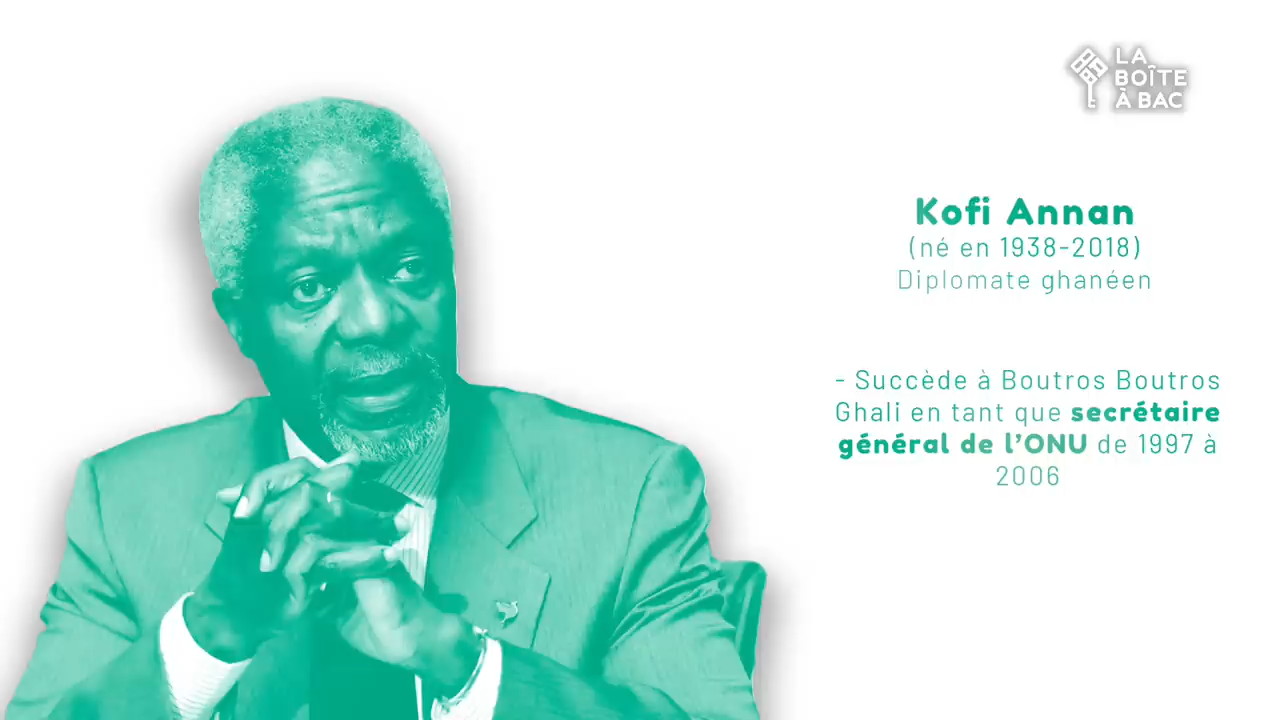 LA
BOÎTE
À BAC
Kofi Annan
(né en 1938-2018)
Diplomate ghanéen
- Succède à Boutros Boutros
Ghali en tant que secrétaire
général de l'ONU de 1997 à
2006